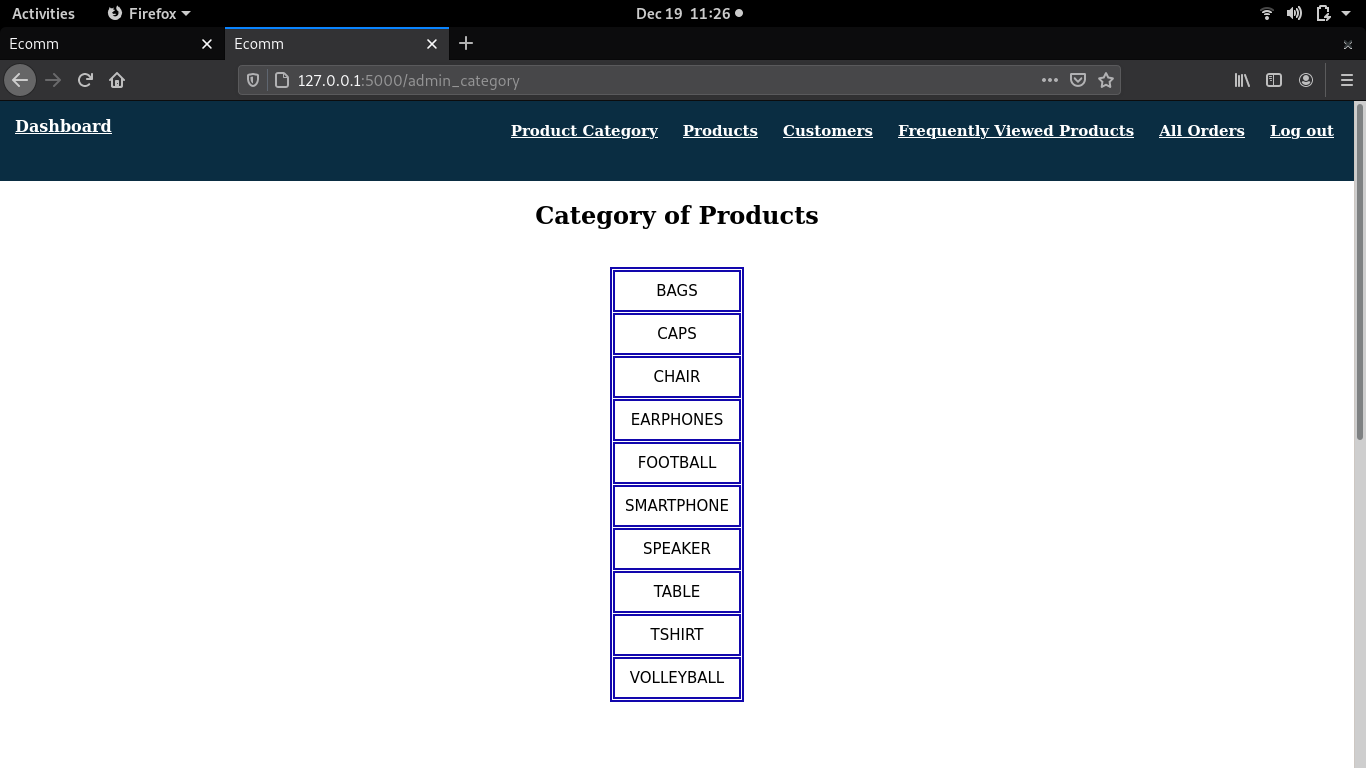 Activities Firefox Dec 19 11:26
Ecomm Ecomm
127.0.0.1:5000/admin_category
Dashboard Product Category Products Customers Frequently Viewed Products All Orders Log out
Category of Products
BAGS
CAPS
CHAIR
EARPHONES
FOOTBALL
SMARTPHONE
SPEAKER
TABLE
TSHIRT
VOLLEYBALL